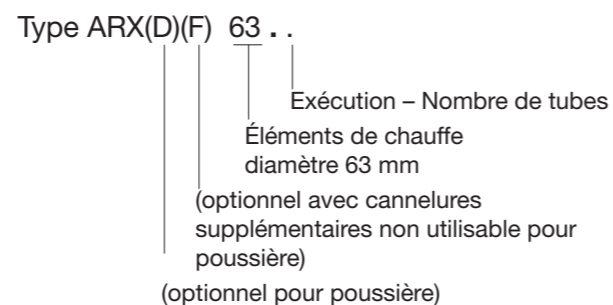 Type ARX(D)(F) 63 . .
Exécution – Nombre de tubes
Éléments de chauffe
diamètre 63 mm
(optionnel avec cannelures
supplémentaires non utilisable pour
poussière)
(optionnel pour poussière)